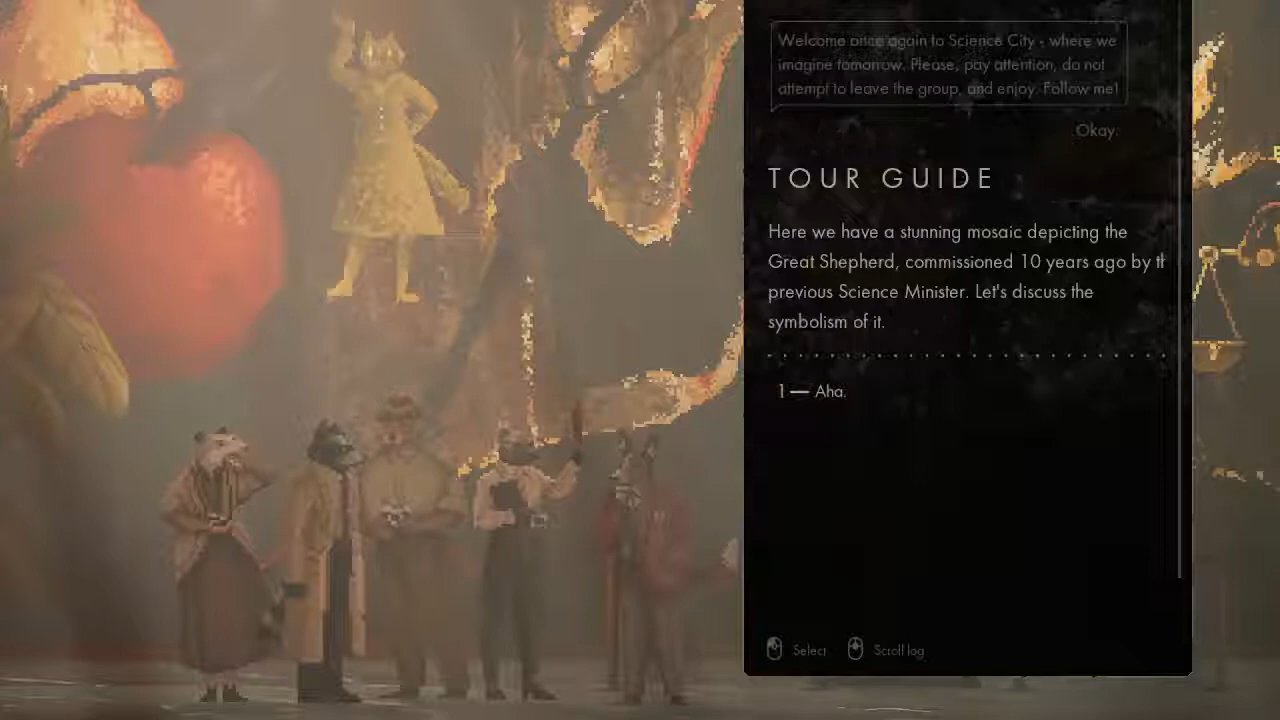 Welcome once again to Science City - where we
imagine tomorrow. Please, pay attention, do not
attempt to leave the group, and enjoy. Follow me!
Okay.
TOUR GUIDE
Here we have a stunning mosaic depicting the
Great Shepherd, commissioned 10 years ago by th
previous Science Minister. Let's discuss the
symbolism of it.
1 — Aha.
Select
Scroll log